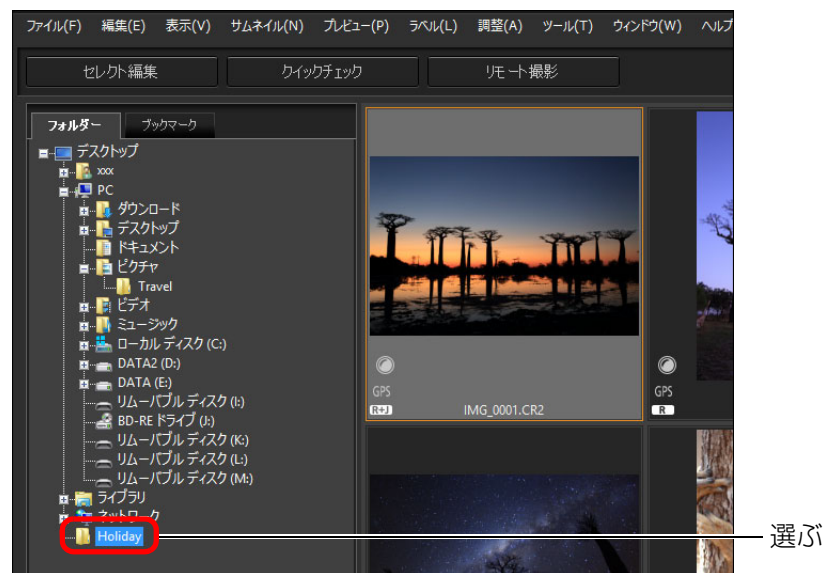 ファイル(F) 編集(E) 表示(V) サムネイル(N) プレビュー(P) ラベル(L) 調整(A) ツール(T) ウィンドウ(W) ヘルプ
セレクト編集 クイックチェック リモート撮影
フォルダー ブックマーク
デスクトップ
xxx
PC
ダウンロード
デスクトップ
ドキュメント
ピクチャ
Travel
ビデオ
ミュージック
ローカル ディスク (C:)
DATA2 (D:)
DATA (E:)
リムーバブル ディスク (I:)
BD-RE ドライブ (J:)
リムーバブル ディスク (K:)
リムーバブル ディスク (L:)
リムーバブル ディスク (M:)
ライブラリ
ネットワーク
Holiday
選ぶ
GPS
R+J IMG_0001.CR2
GPS
R